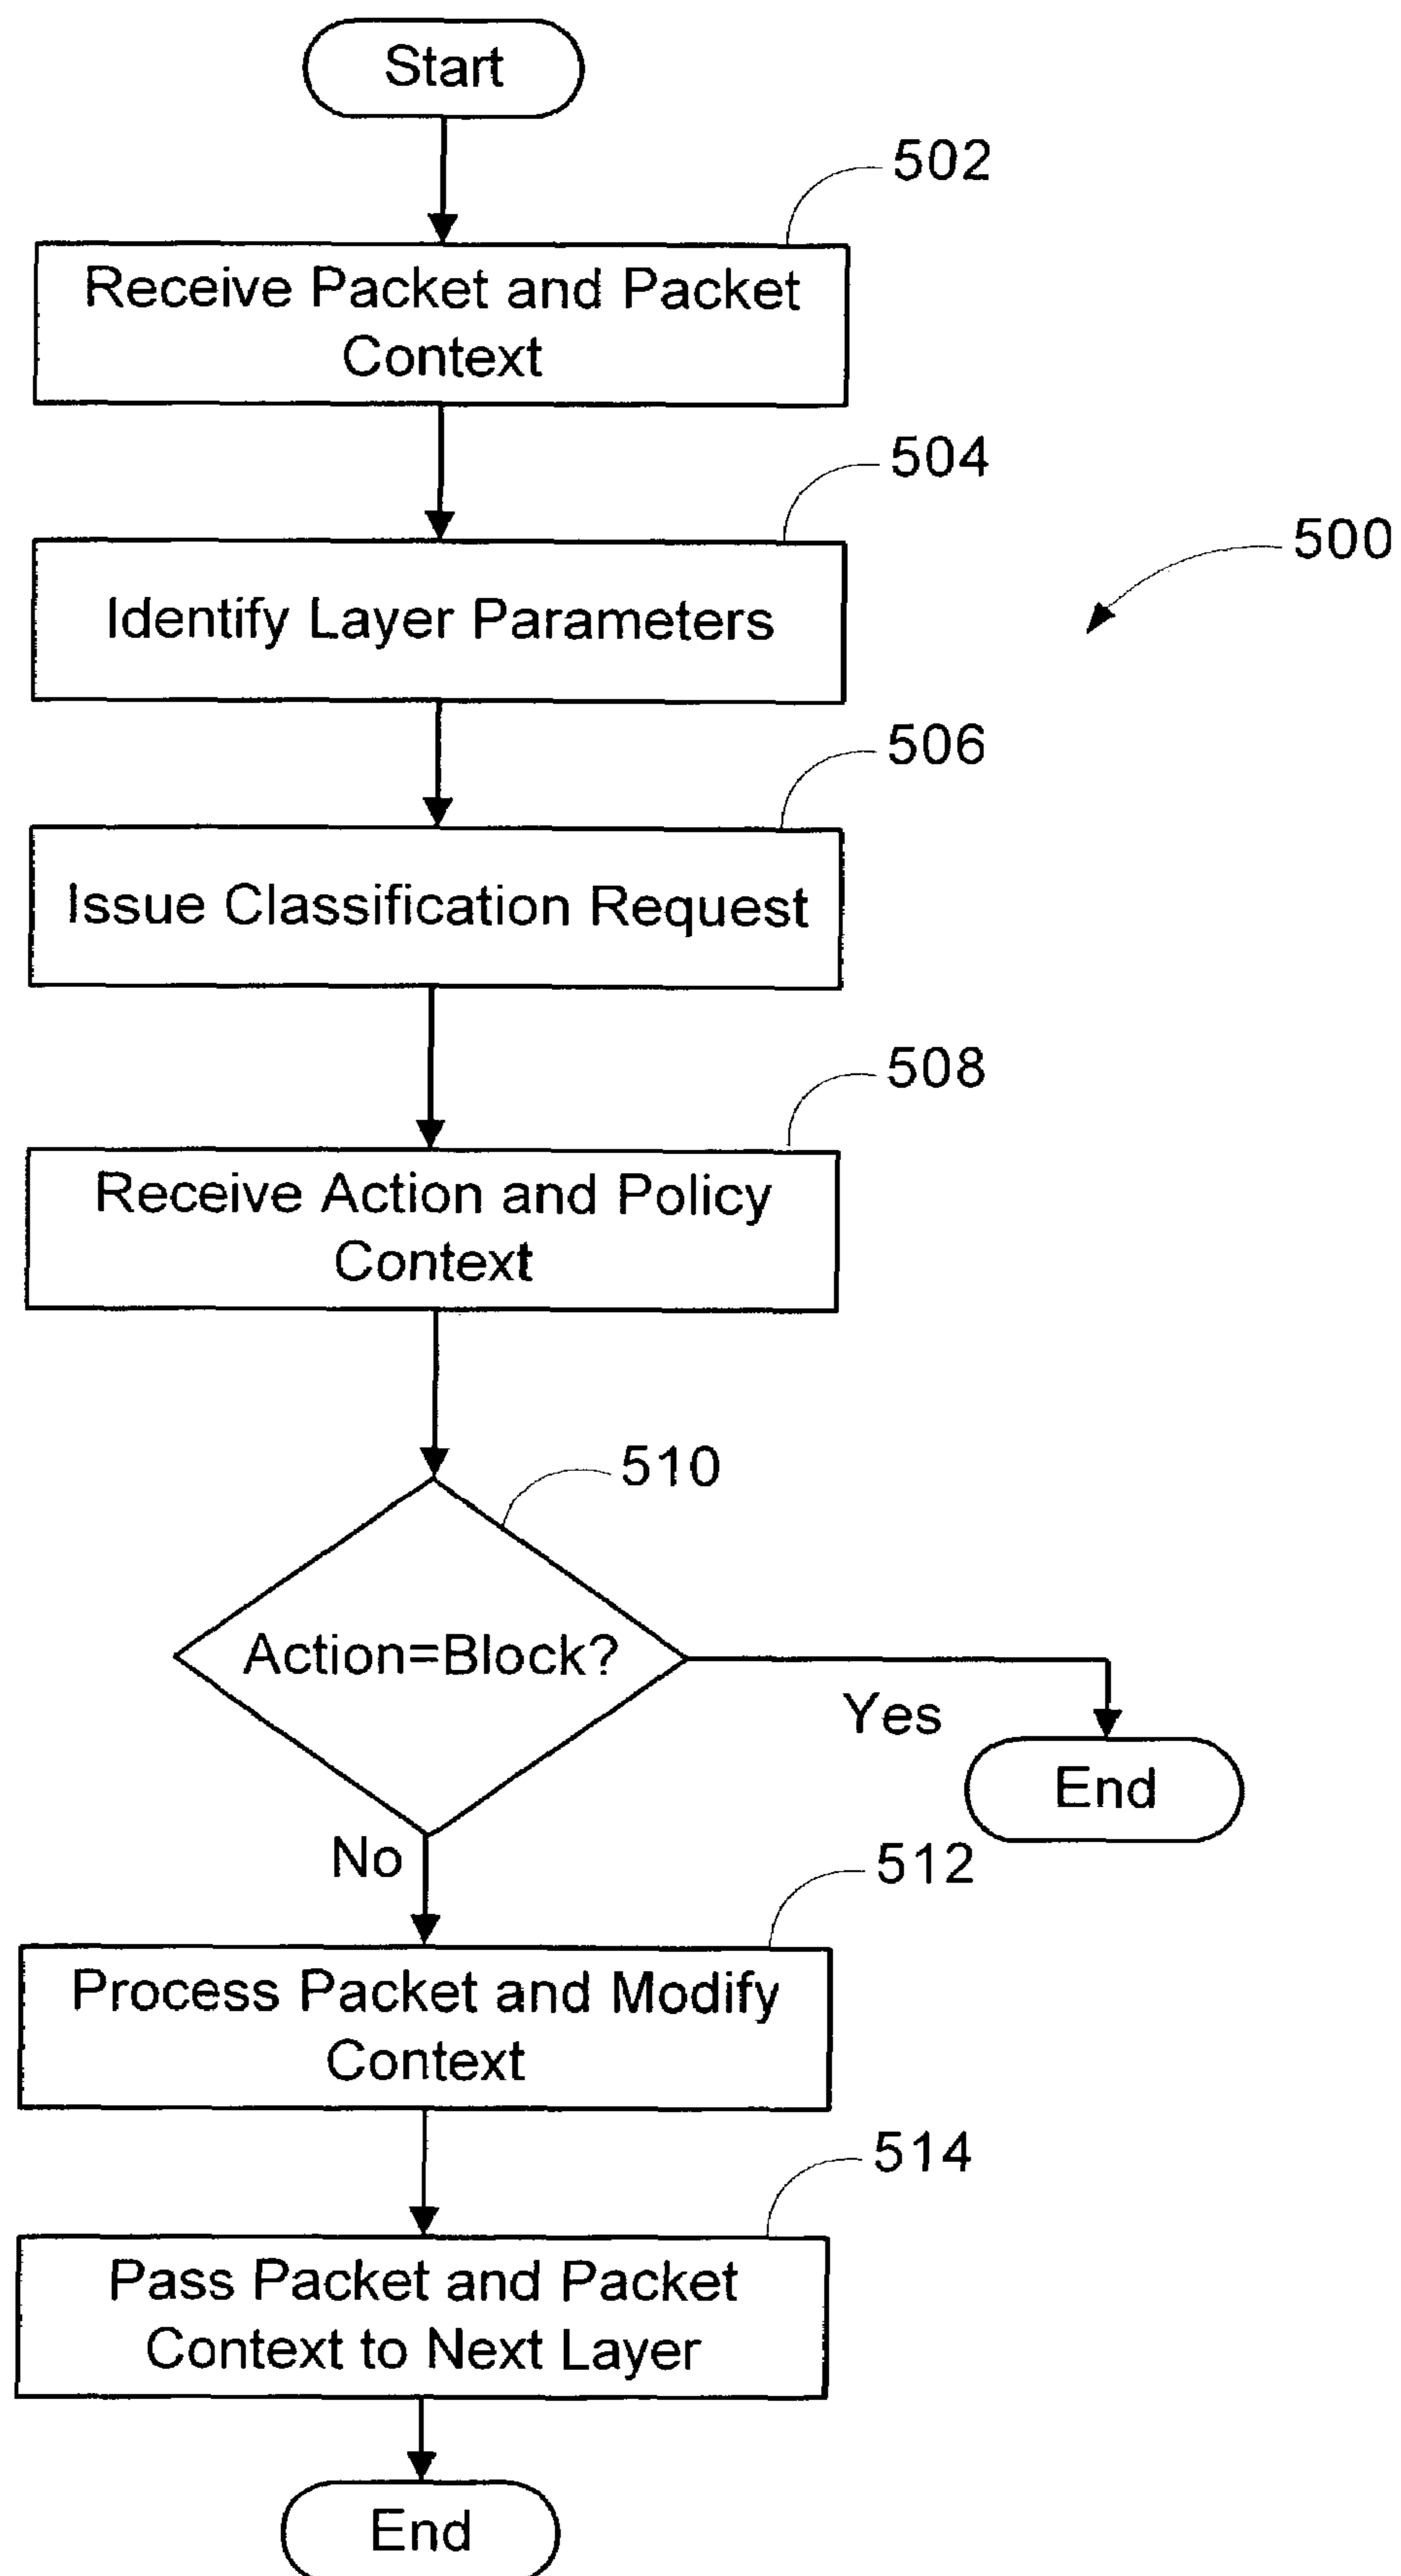 Start
502
Receive Packet and Packet
Context
504
Identify Layer Parameters
500
506
Issue Classification Request
508
Receive Action and Policy
Context
510
Action=Block?
Yes
End
No
512
Process Packet and Modify
Context
514
Pass Packet and Packet
Context to Next Layer
End